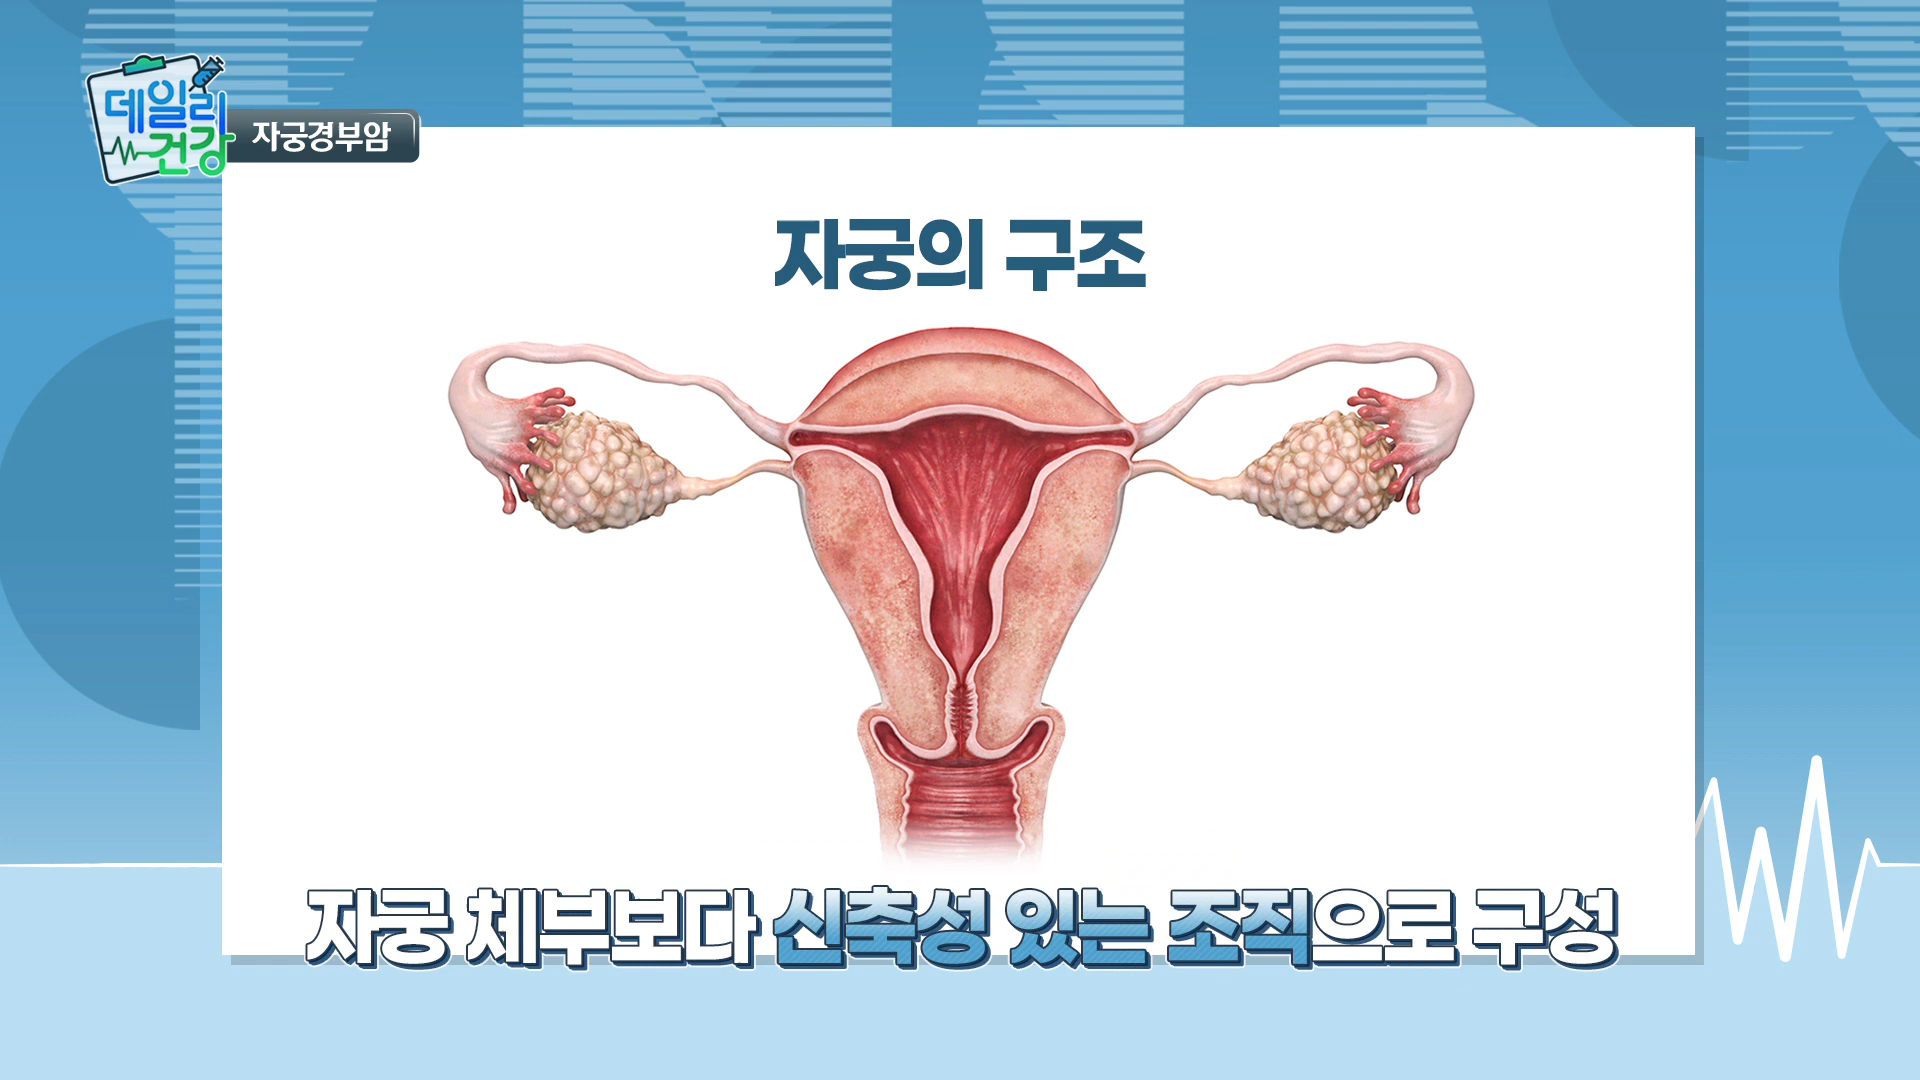 데일리
건강
자궁경부암
자궁의 구조
자궁 체부보다 신축성 있는 조직으로 구성